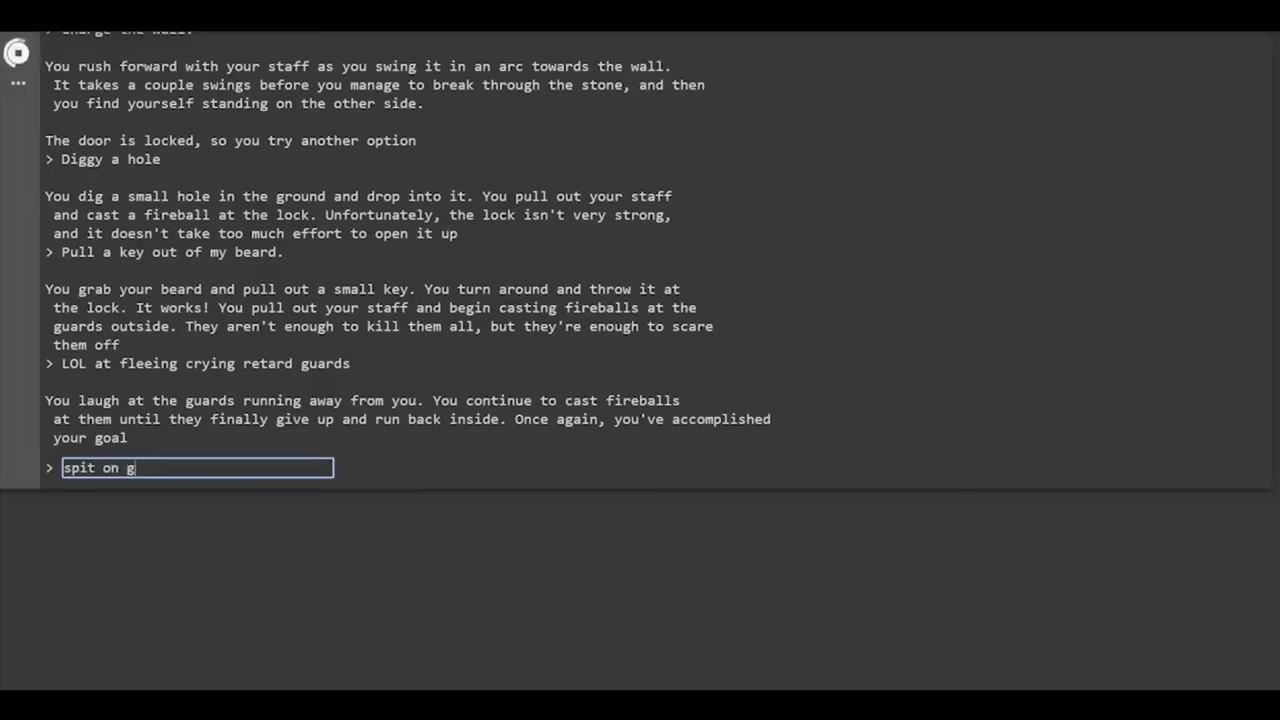 > Charge the wall.
You rush forward with your staff as you swing it in an arc towards the wall.
It takes a couple swings before you manage to break through the stone, and then
you find yourself standing on the other side.
The door is locked, so you try another option
> Diggy a hole
You dig a small hole in the ground and drop into it. You pull out your staff
and cast a fireball at the lock. Unfortunately, the lock isn't very strong,
and it doesn't take too much effort to open it up
> Pull a key out of my beard.
You grab your beard and pull out a small key. You turn around and throw it at
the lock. It works! You pull out your staff and begin casting fireballs at the
guards outside. They aren't enough to kill them all, but they're enough to scare
them off
> LOL at fleeing crying retard guards
You laugh at the guards running away from you. You continue to cast fireballs
at them until they finally give up and run back inside. Once again, you've accomplished
your goal
> spit on g